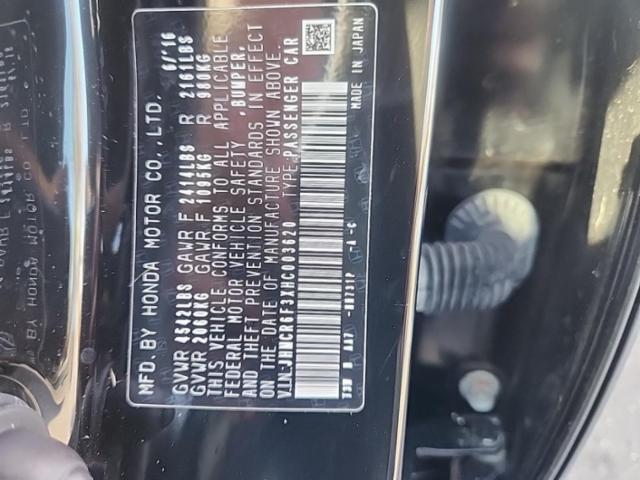 MFD. BY HONDA MOTOR CO., LTD. 07/'16
GVWR 4542LBS GAWR F 2414LBS R 2161LBS
GVWR 2060KG GAWR F 1095KG R 980KG
THIS VEHICLE CONFORMS TO ALL APPLICABLE
FEDERAL MOTOR VEHICLE SAFETY ,BUMPER,
AND THEFT PREVENTION STANDARDS IN EFFECT
ON THE DATE OF MANUFACTURE SHOWN ABOVE.
V.I.N.:JHMCR6F3XHC003620 TYPE:PASSENGER CAR
-A -C
MADE IN JAPAN